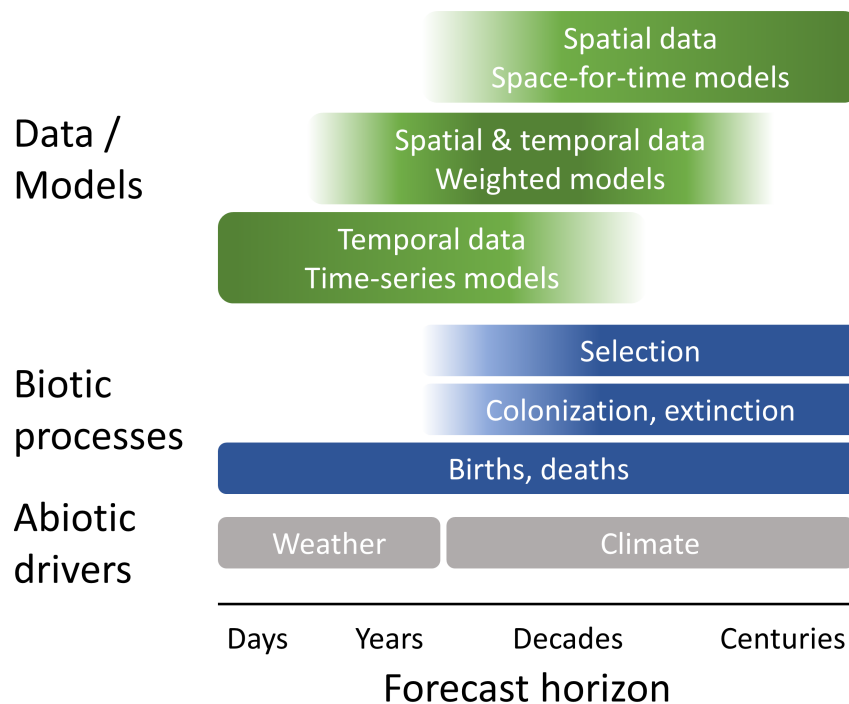 Spatial data
Space-for-time models
Data /
Models
Spatial & temporal data
Weighted models
Temporal data
Time-series models
Biotic
processes
Selection
Colonization, extinction
Births, deaths
Abiotic
drivers
Weather
Climate
Days
Years
Decades
Centuries
Forecast horizon